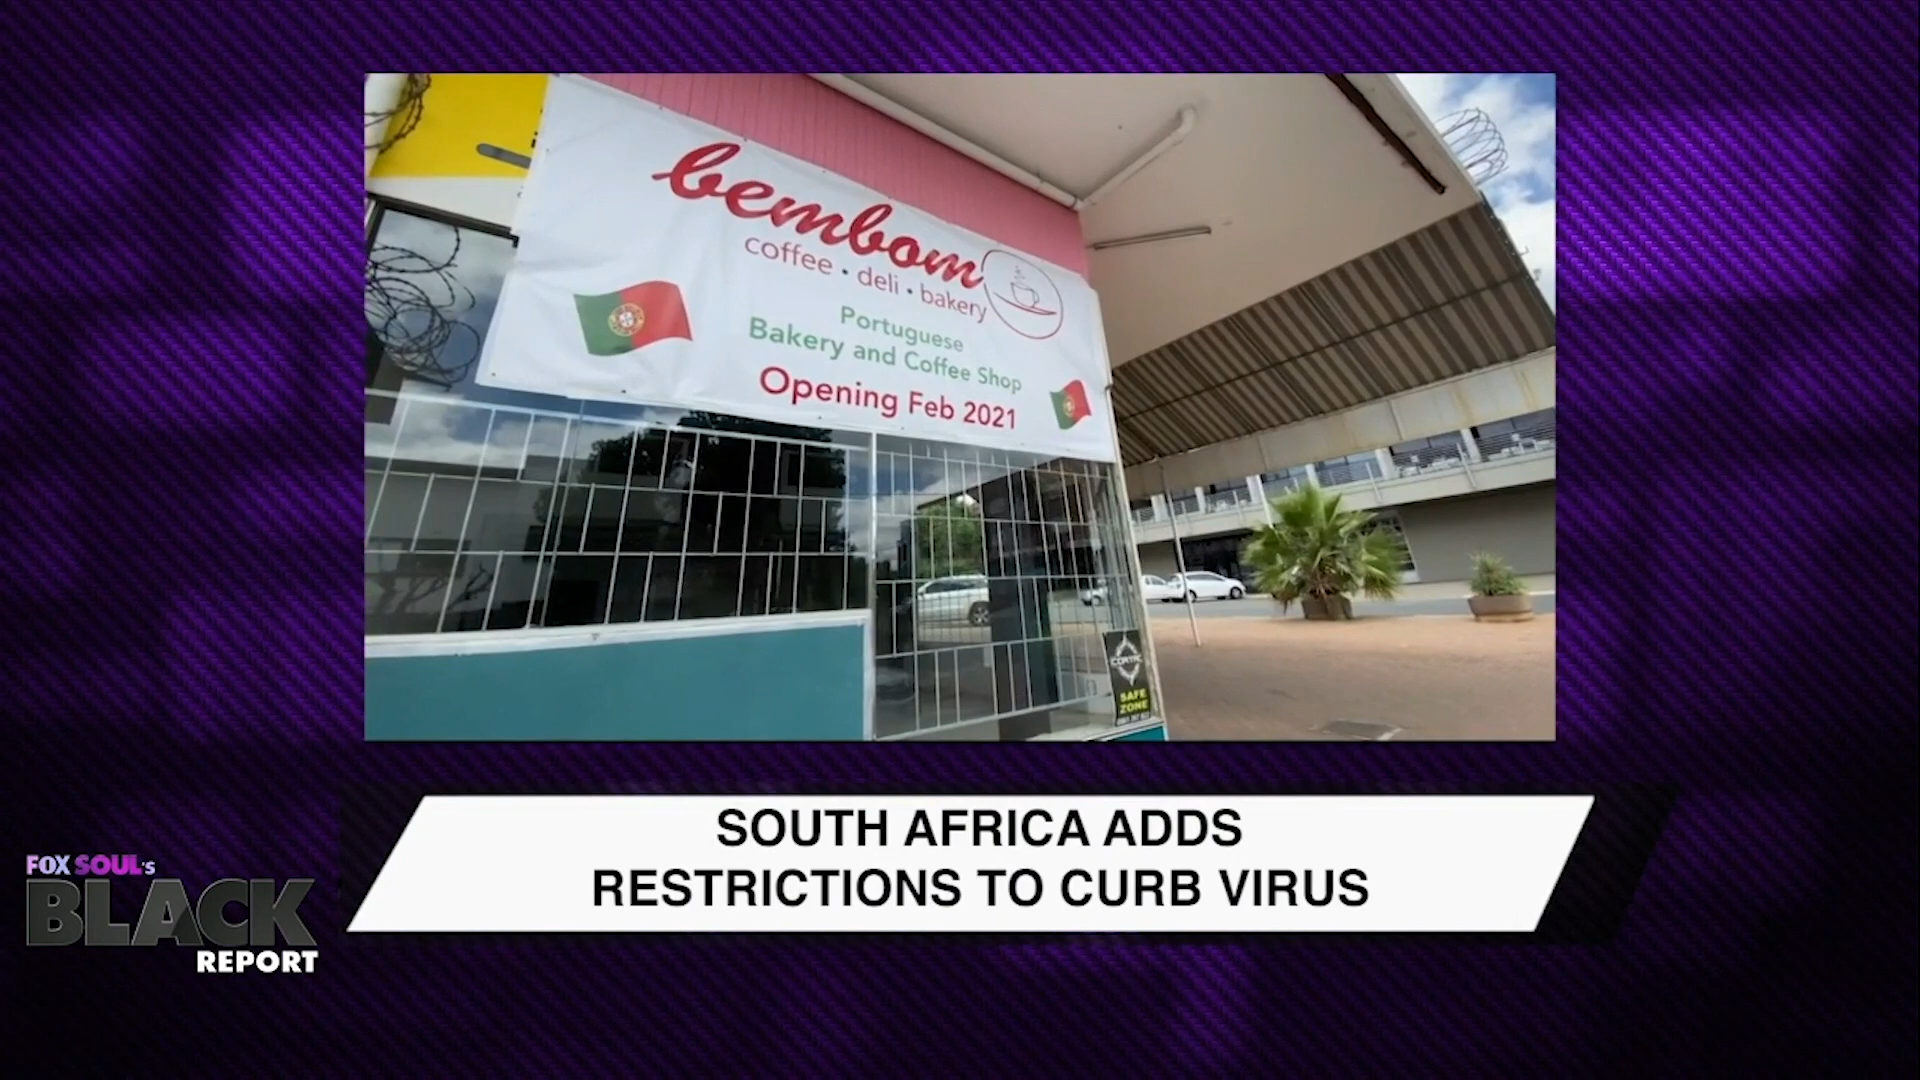 bembom
coffee • deli • bakery
Portuguese
Bakery and Coffee Shop
Opening Feb 2021
SAFE
ZONE
SOUTH AFRICA ADDS
RESTRICTIONS TO CURB VIRUS
FOX SOUL's
BLACK
REPORT